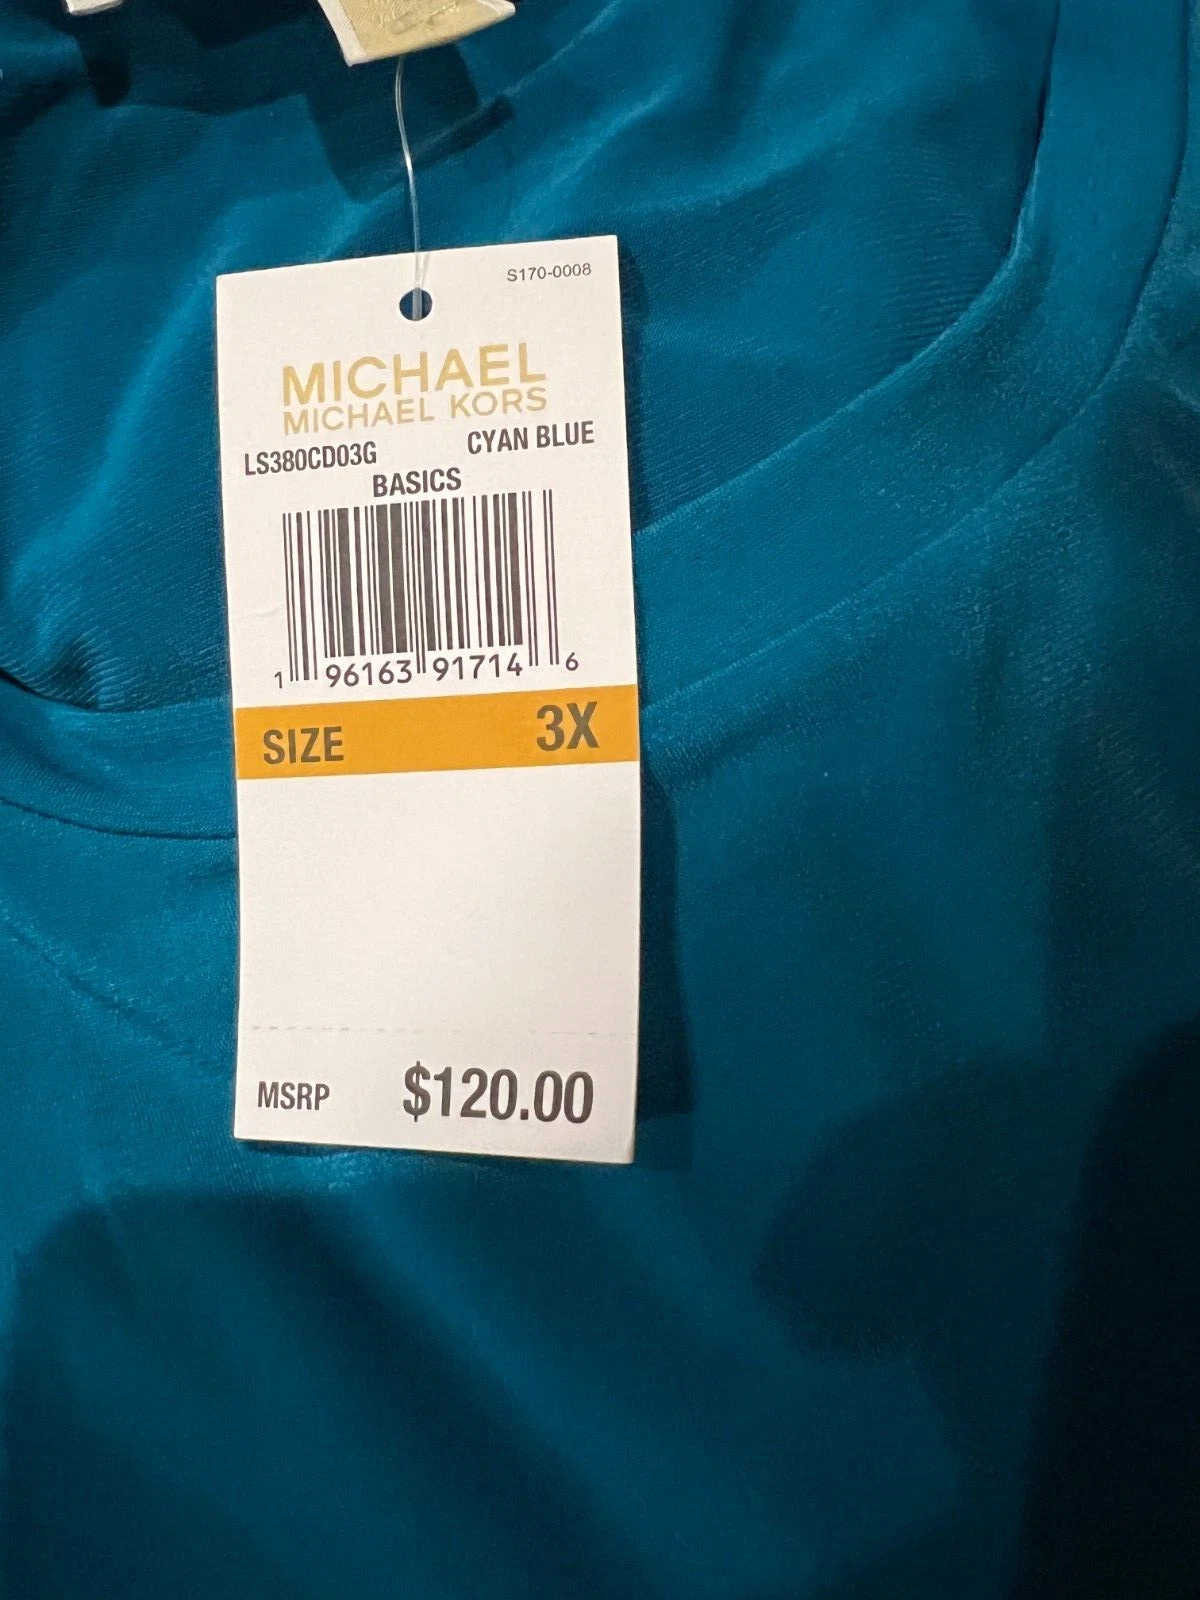 S170-0008
MICHAEL
MICHAEL KORS
LS380CD03G CYAN BLUE
BASICS
1 96163 91714 6
SIZE 3X
MSRP $120.00